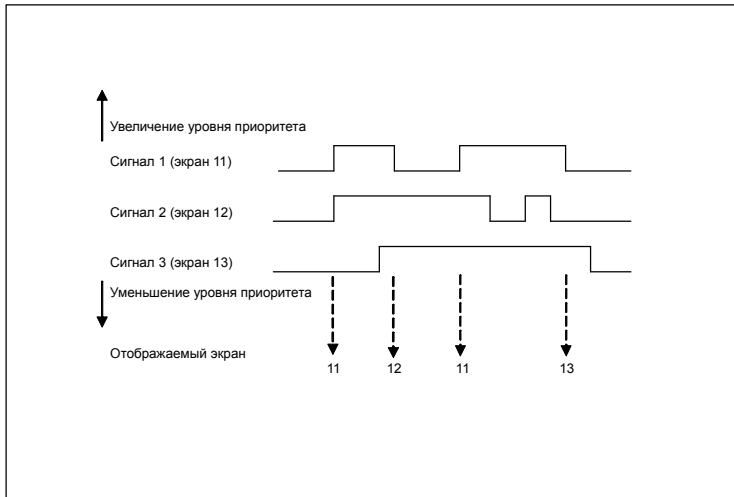 Увеличение уровня приоритета
Сигнал 1 (экран 11)
Сигнал 2 (экран 12)
Сигнал 3 (экран 13)
Уменьшение уровня приоритета
Отображаемый экран
11 12 11 13